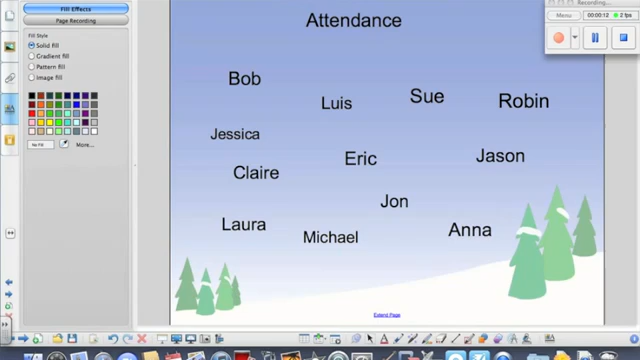 Fill Effects
Page Recording
Fill Style
Solid fill
Gradient fill
Pattern fill
Image fill
No Fill
More...
Attendance
Bob
Luis
Sue
Robin
Jessica
Claire
Eric
Jason
Jon
Laura
Michael
Anna
Extend Page
Recording...
Menu
00:00:12
2 fps